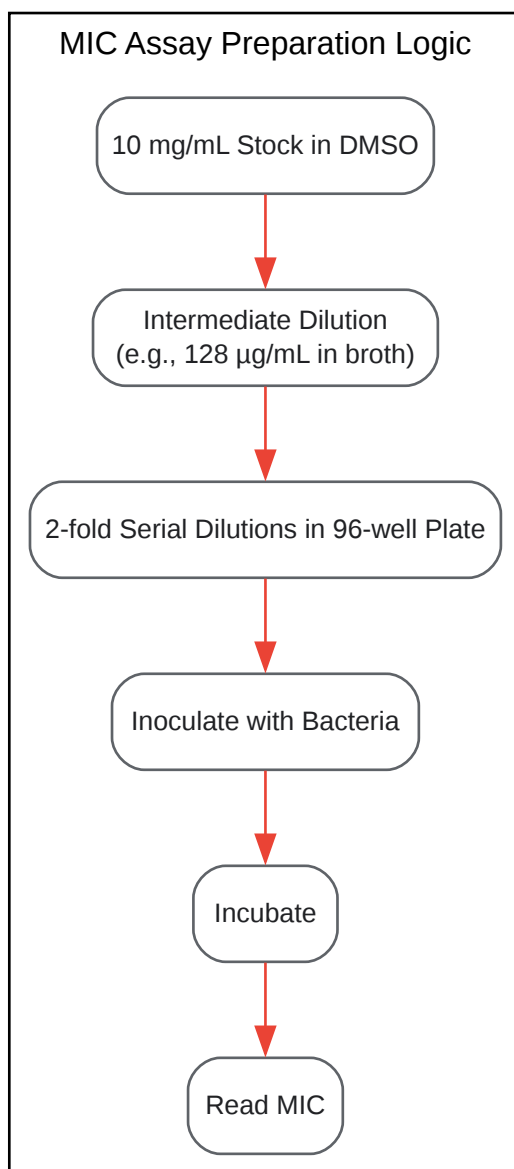 MIC Assay Preparation Logic
10 mg/mL Stock in DMSO
Intermediate Dilution
(e.g., 128 µg/mL in broth)
2-fold Serial Dilutions in 96-well Plate
Inoculate with Bacteria
Incubate
Read MIC